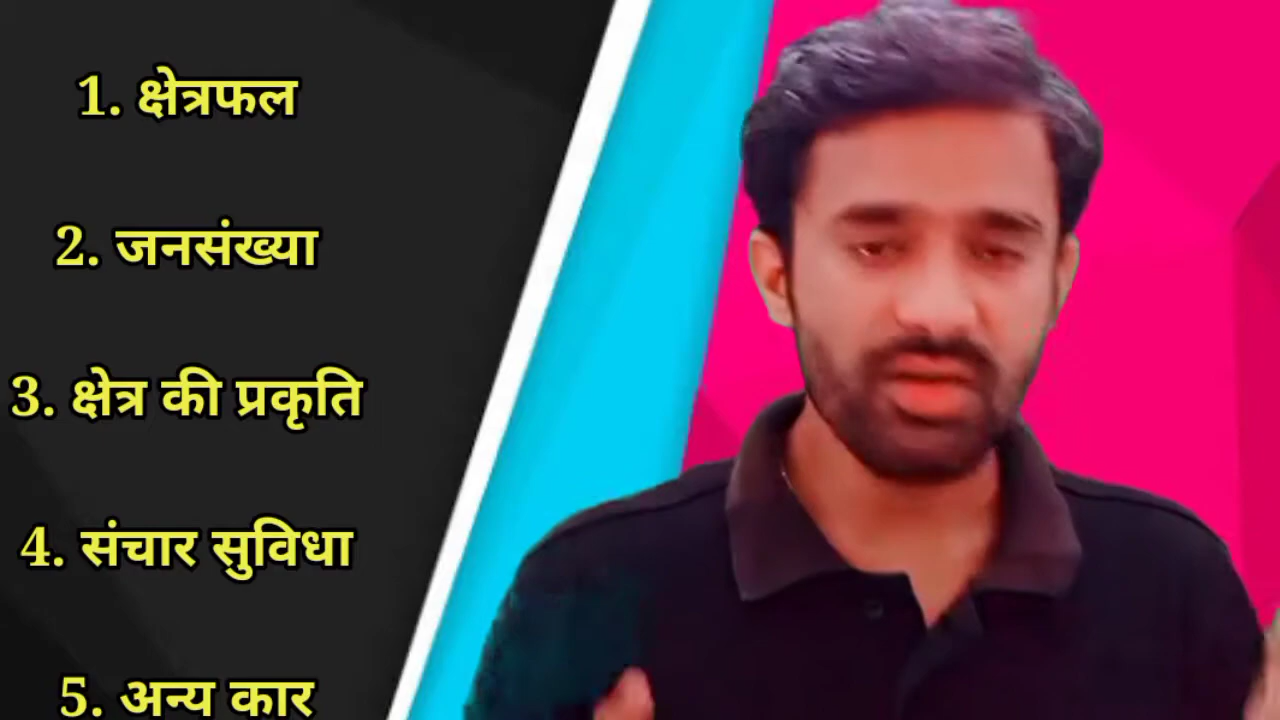 1. क्षेत्रफल
2. जनसंख्या
3. क्षेत्र की प्रकृति
4. संचार सुविधा
5. अन्य कार